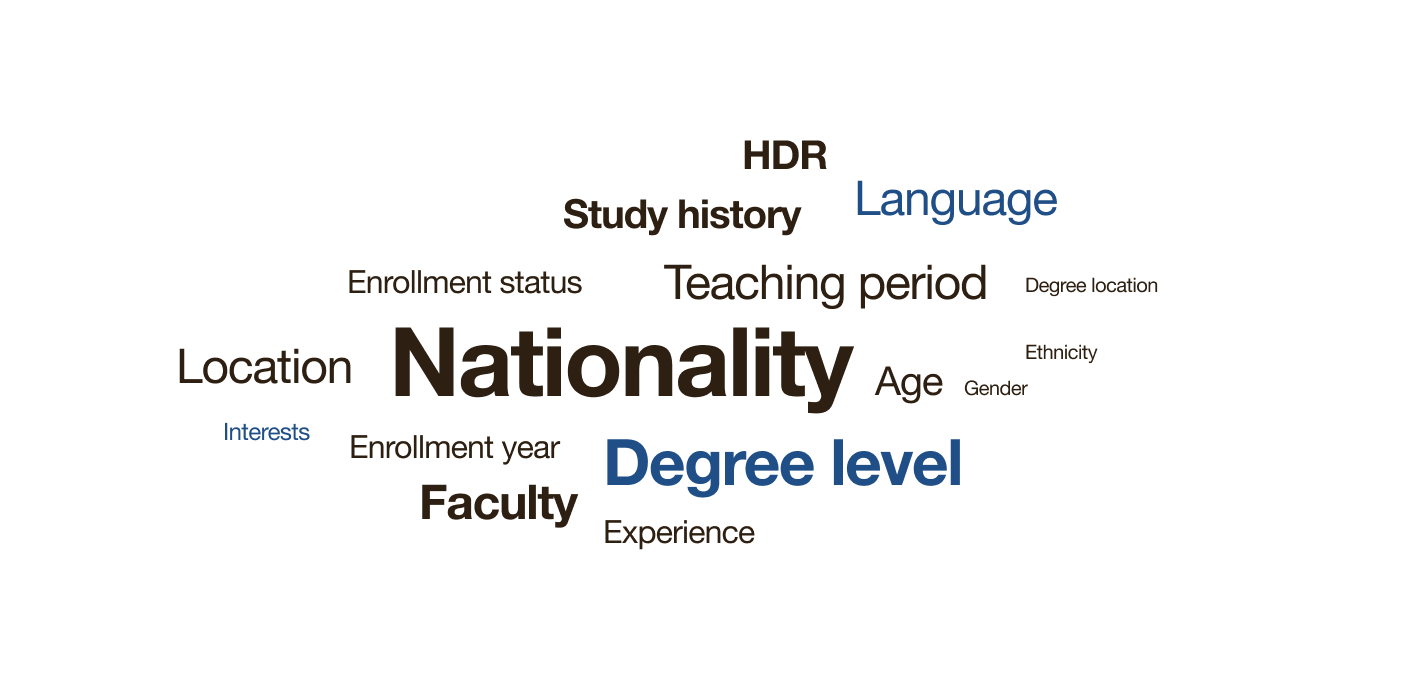 HDR
Language
Study history
Enrollment status
Teaching period
Degree location
Nationality
Location
Ethnicity
Age
Gender
Interests
Enrollment year
Degree level
Faculty
Experience